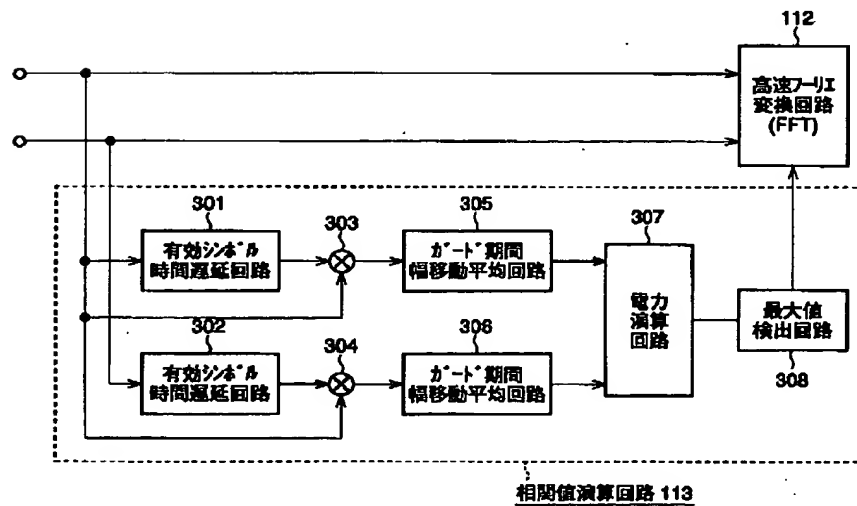 112
高速フーリエ
変換回路
(FFT)
301
有効シンボル
時間遅延回路
303
305
ガード期間
幅移動平均回路
307
電力
演算
回路
302
有効シンボル
時間遅延回路
304
306
ガード期間
幅移動平均回路
最大値
検出回路
308
相関値演算回路 113